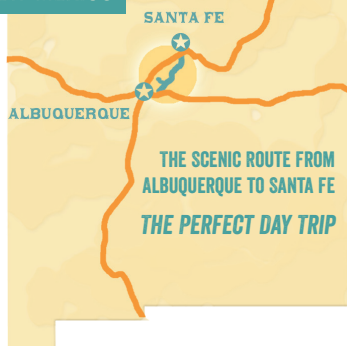 SANTA FE
ALBUQUERQUE
THE SCENIC ROUTE FROM
ALBUQUERQUE TO SANTA FE
THE PERFECT DAY TRIP